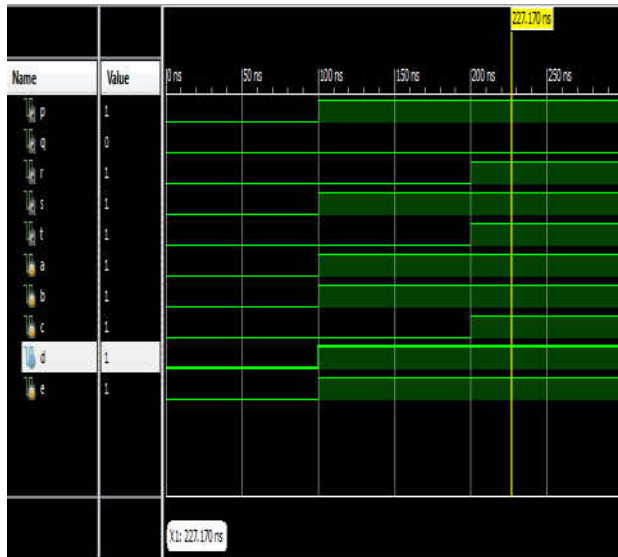 227.170 ns
Name Value 0 ns 50 ns 100 ns 150 ns 200 ns 250 ns
p 1
q 0
r 1
s 1
t 1
a 1
b 1
c 1
d 1
e 1
X1: 227.170 ns